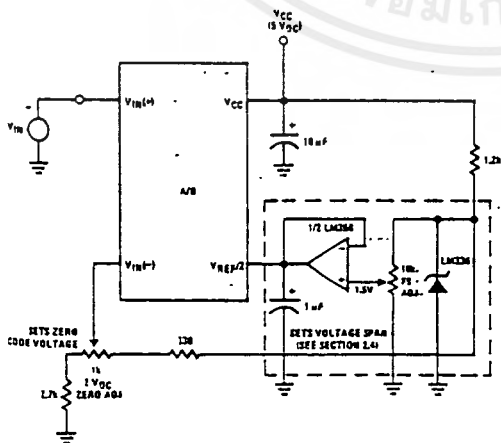 VCC
(5 VDC)
VIN(+)
VCC
VIN
10 µF
1.2k
A/D
1/2 LM358
VIN(−)
VREF/2
1.5V
10k
FS
ADJ
LM336
1 µF
SETS ZERO
CODE VOLTAGE
SETS VOLTAGE SPAN
(SEE SECTION 2.4)
330
1k
2 VDC
ZERO ADJ
2.7k